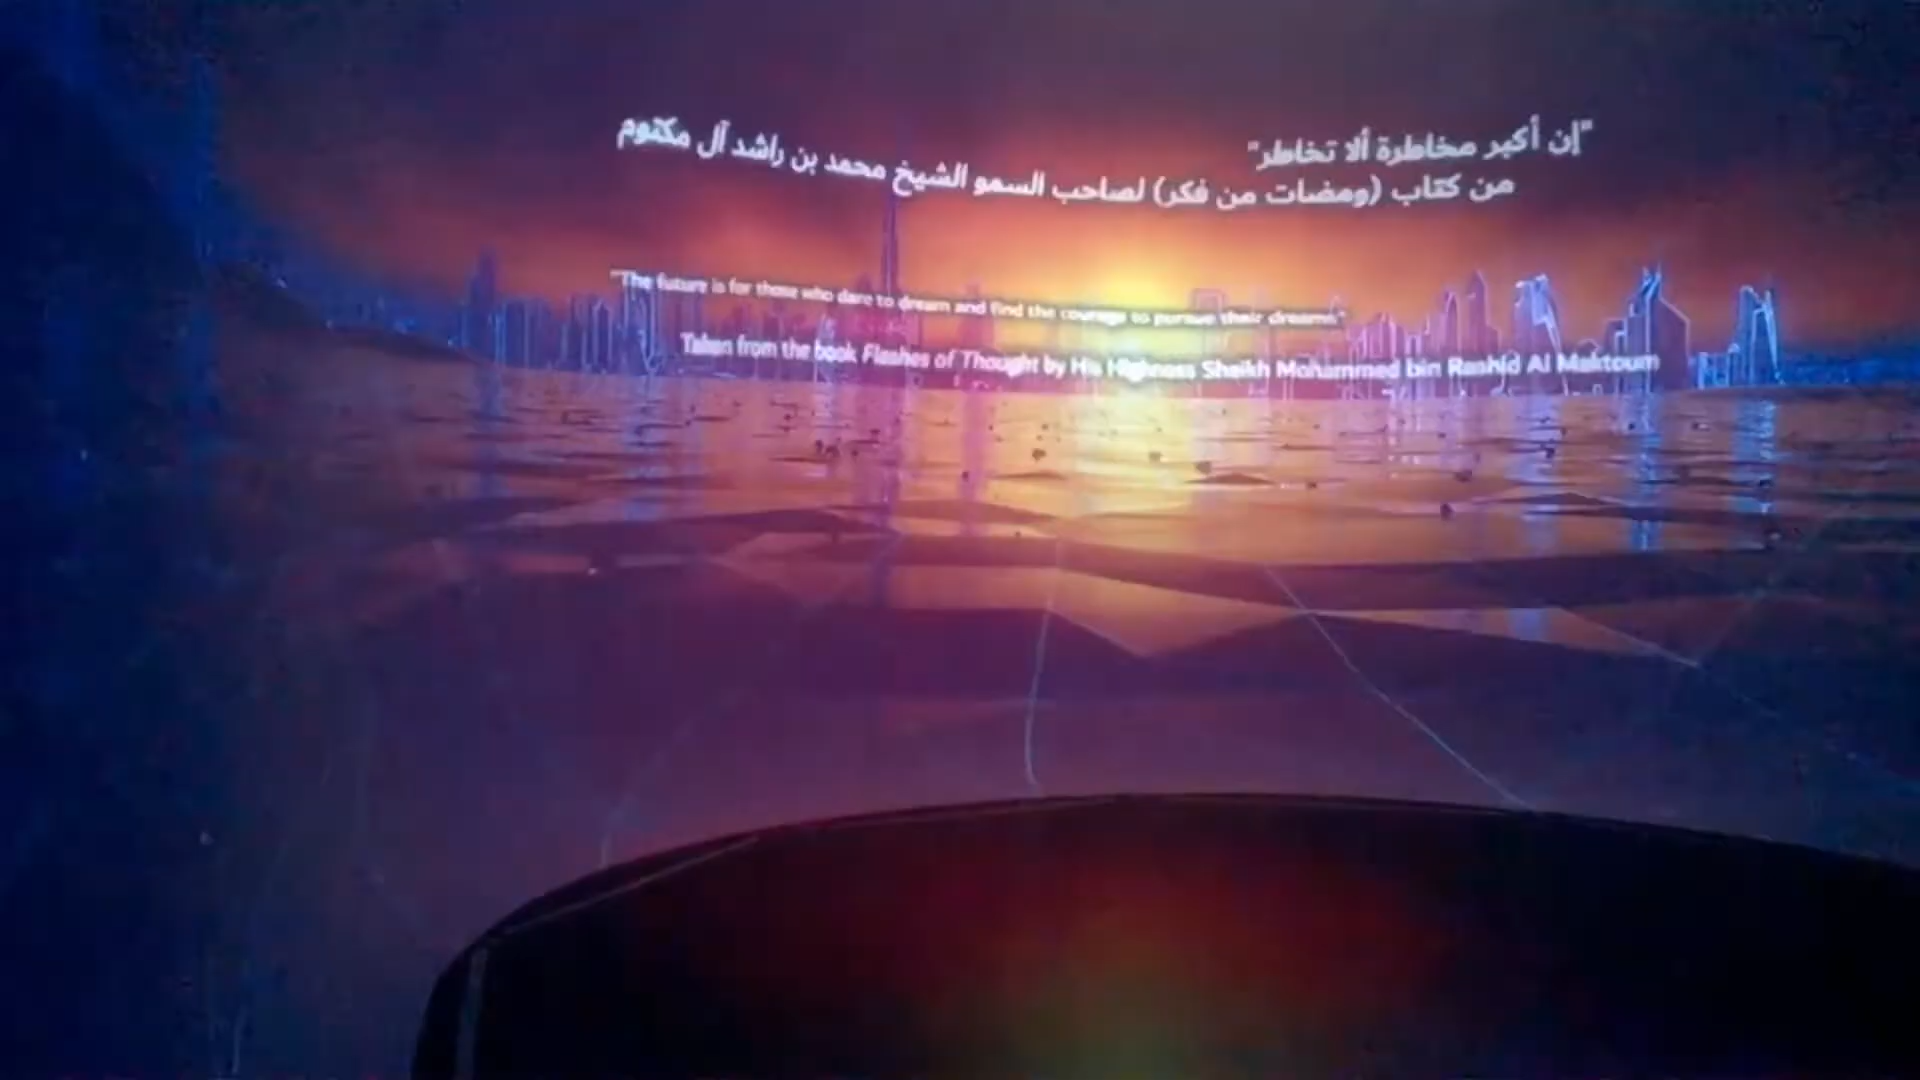 "إن أكبر مخاطرة ألا تخاطر"
من كتاب (ومضات من فكر) لصاحب السمو الشيخ محمد بن راشد آل مكتوم
"The future is for those who dare to dream and find the courage to pursue their dreams"
Taken from the book Flashes of Thought by His Highness Sheikh Mohammed bin Rashid Al Maktoum